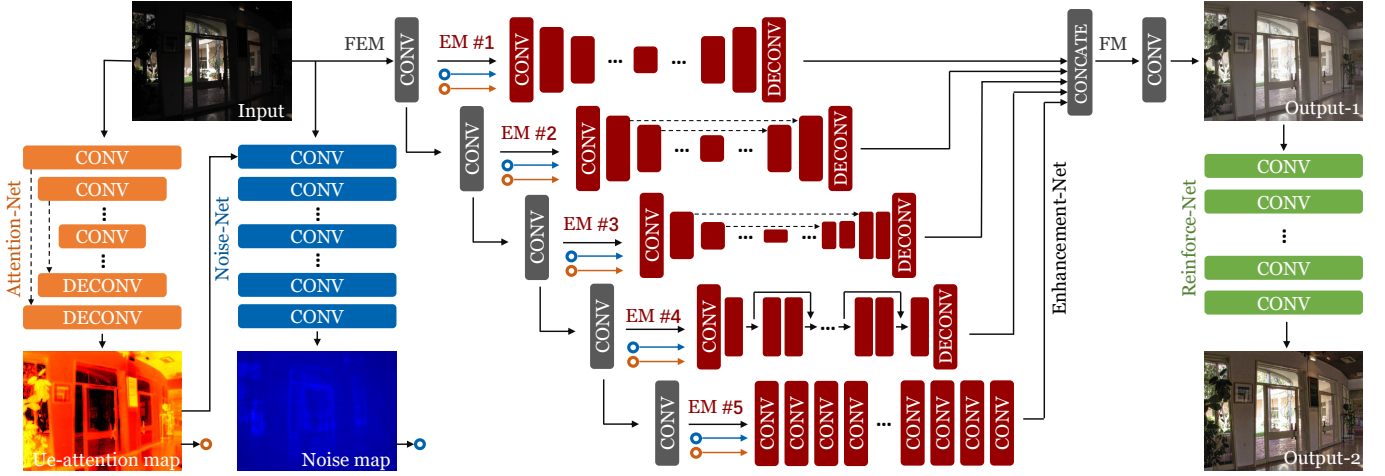 Input
FEM
CONV
EM #1
CONV
DECONV
CONCATE
FM
CONV
Output-1
CONV
EM #2
CONV
DECONV
CONV
EM #3
CONV
DECONV
CONV
EM #4
CONV
DECONV
CONV
EM #5
CONV
CONV
CONV
CONV
...
CONV
CONV
CONV
CONV
Enhancement-Net
Attention-Net
CONV
CONV
CONV
DECONV
DECONV
Ue-attention map
Noise-Net
CONV
CONV
CONV
CONV
CONV
Noise map
Reinforce-Net
CONV
CONV
CONV
CONV
Output-2